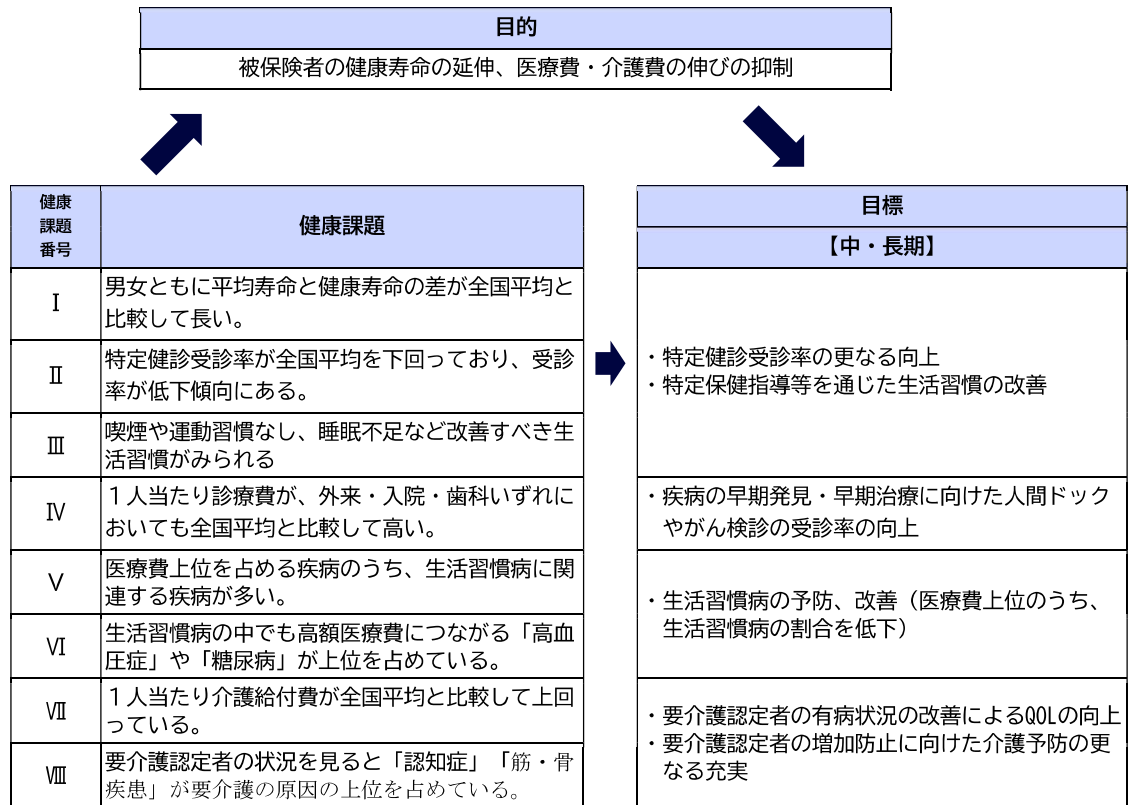 目的
被保険者の健康寿命の延伸、医療費・介護費の伸びの抑制
健康
課題
番号
健康課題
Ⅰ
男女ともに平均寿命と健康寿命の差が全国平均と
比較して長い。
Ⅱ
特定健診受診率が全国平均を下回っており、受診
率が低下傾向にある。
Ⅲ
喫煙や運動習慣なし、睡眠不足など改善すべき生
活習慣がみられる
Ⅳ
１人当たり診療費が、外来・入院・歯科いずれに
おいても全国平均と比較して高い。
Ⅴ
医療費上位を占める疾病のうち、生活習慣病に関
連する疾病が多い。
Ⅵ
生活習慣病の中でも高額医療費につながる「高血
圧症」や「糖尿病」が上位を占めている。
Ⅶ
１人当たり介護給付費が全国平均と比較して上回
っている。
Ⅷ
要介護認定者の状況を見ると「認知症」「筋・骨
疾患」が要介護の原因の上位を占めている。
目標
【中・長期】
・特定健診受診率の更なる向上
・特定保健指導等を通じた生活習慣の改善
・疾病の早期発見・早期治療に向けた人間ドック
やがん検診の受診率の向上
・生活習慣病の予防、改善（医療費上位のうち、
生活習慣病の割合を低下）
・要介護認定者の有病状況の改善によるQOLの向上
・要介護認定者の増加防止に向けた介護予防の更
なる充実